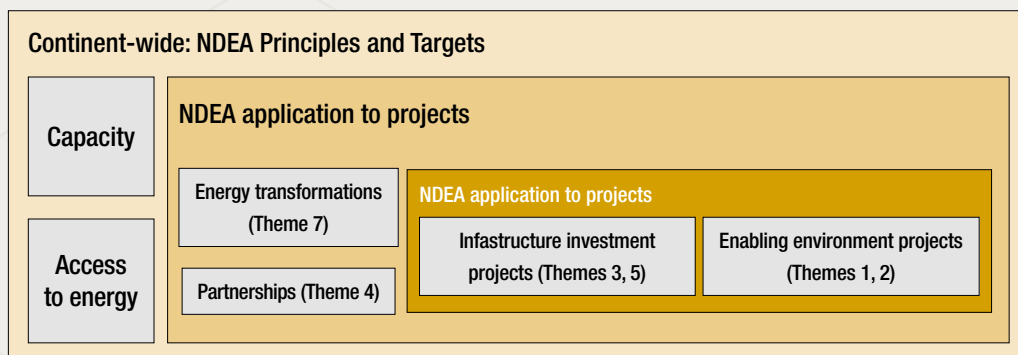 Continent-wide: NDEA Principles and Targets
Capacity
NDEA application to projects
Energy transformations
(Theme 7)
NDEA application to projects
Infastructure investment
projects (Themes 3, 5)
Enabling environment projects
(Themes 1, 2)
Access
to energy
Partnerships (Theme 4)